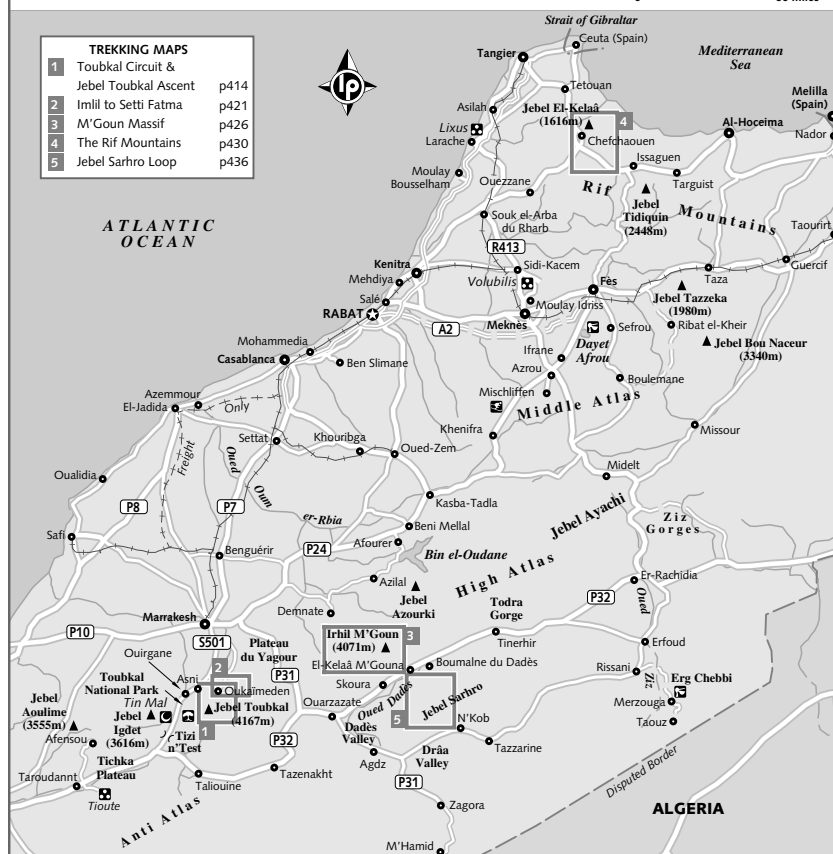 Strait of Gibraltar
Ceuta (Spain)
TREKKING MAPS
1 Toubkal Circuit &
Jebel Toubkal Ascent p414
2 Imlil to Setti Fatma p421
3 M'Goun Massif p426
4 The Rif Mountains p430
5 Jebel Sarhro Loop p436
lp
Tangier
Mediterranean
Sea
Tetouan
Melilla
(Spain)
Asilah
Jebel El-Kelaâ
(1616m)
4
Al-Hoceima
Lixus
Larache
Chefchaouen
Nador
Issaguen
Moulay
Bousselham
Ouezzane
Rif
Targuist
Jebel
Tidiquin
(2448m)
Mountains
ATLANTIC
OCEAN
Souk el-Arba
du Rharb
Taourirt
R413
Kenitra
Sidi-Kacem
Guercif
Mehdiya
Volubilis
Fès
Taza
Salé
Moulay Idriss
Jebel Tazzeka
(1980m)
RABAT
A2
Meknès
Sefrou
Ribat el-Kheir
Mohammedia
Dayet
Afrou
Jebel Bou Naceur
(3340m)
Casablanca
Ben Slimane
Ifrane
Azrou
Boulemane
Azemmour
Mischliffen
El-Jadida
Only
Middle Atlas
Settat
Khouribga
Khenifra
Missour
Freight
Oued
Oued-Zem
Oualidia
Midelt
Oum
Kasba-Tadla
P8
P7
er-Rbia
Jebel Ayachi
Ziz
Gorges
Safi
Beni Mellal
Benguérir
P24
Afourer
Bin el-Oudane
High Atlas
Azilal
Er-Rachidia
Jebel
Azourki
P32
Oued
Marrakesh
Demnate
Todra
Gorge
P10
S501
Irhil M'Goun
(4071m)
3
Ourigane
Plateau
du Yagour
Tinerhir
Erfoud
2
El-Kelaâ M'Gouna
Boumalne du Dadès
Toubkal
National Park
Asni
P31
Rissani
Oukaïmeden
Skoura
Ziz
Erg Chebbi
Tin Mal
Jebel
Aoulime
(3555m)
Jebel
Igdet
(3616m)
Jebel Toubkal
(4167m)
Ouarzazate
Oued Dadès
Jebel Sarhro
Merzouga
5
N'Kob
Taouz
Afensou
Tizi
n'Test
1
Dadès
Valley
P32
Drâa
Valley
Tazzarine
Tichka
Plateau
Agdz
Taroudannt
Tazenakht
Disputed Border
Taliouine
P31
Tioute
Zagora
ALGERIA
Anti Atlas
M'Hamid